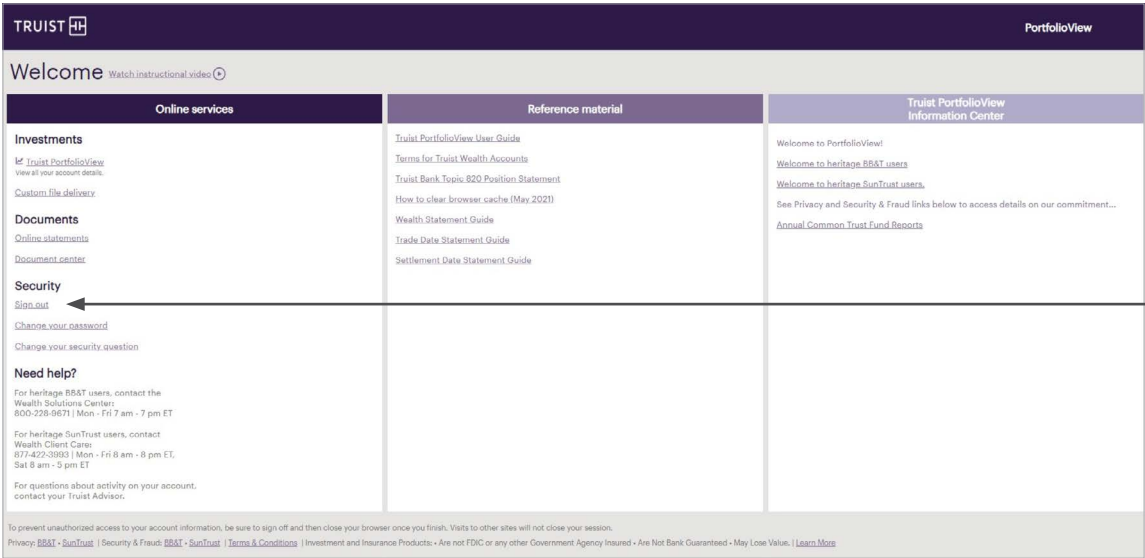 TRUIST
PortfolioView
Welcome Watch instructional video
Online services
Investments
Truist PortfolioView
View all your account details.
Custom file delivery
Documents
Online statements
Document center
Security
Sign out
Change your password
Change your security question
Need help?
For heritage BB&T users, contact the
Wealth Solutions Center:
800-228-9671 | Mon - Fri 7 am - 7 pm ET
For heritage SunTrust users, contact
Wealth Client Care:
877-422-3993 | Mon - Fri 8 am - 8 pm ET,
Sat 8 am - 5 pm ET
For questions about activity on your account,
contact your Truist Advisor.
Reference material
Truist PortfolioView User Guide
Terms for Truist Wealth Accounts
Truist Bank Topic 820 Position Statement
How to clear browser cache (May 2021)
Wealth Statement Guide
Trade Date Statement Guide
Settlement Date Statement Guide
Truist PortfolioView
Information Center
Welcome to PortfolioView!
Welcome to heritage BB&T users
Welcome to heritage SunTrust users.
See Privacy and Security & Fraud links below to access details on our commitment...
Annual Common Trust Fund Reports
To prevent unauthorized access to your account information, be sure to sign off and then close your browser once you finish. Visits to other sites will not close your session.
Privacy: BB&T • SunTrust | Security & Fraud: BB&T • SunTrust | Terms & Conditions | Investment and Insurance Products: • Are not FDIC or any other Government Agency Insured • Are Not Bank Guaranteed • May Lose Value. | Learn More